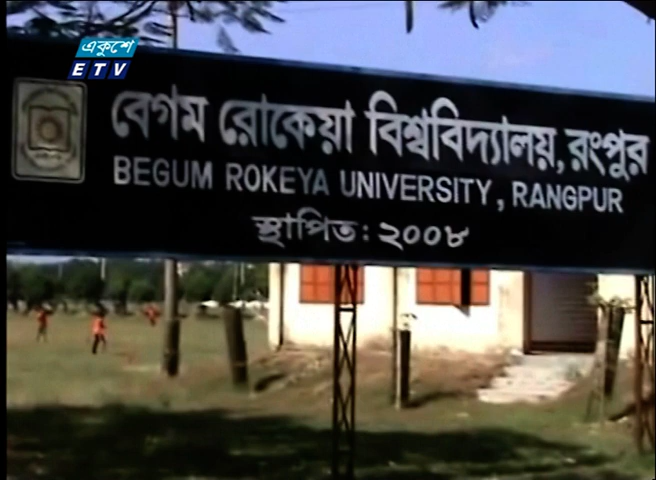 একুশে
ETV
বেগম রোকেয়া বিশ্ববিদ্যালয়, রংপুর
BEGUM ROKEYA UNIVERSITY, RANGPUR
স্থাপিত : ২০০৮